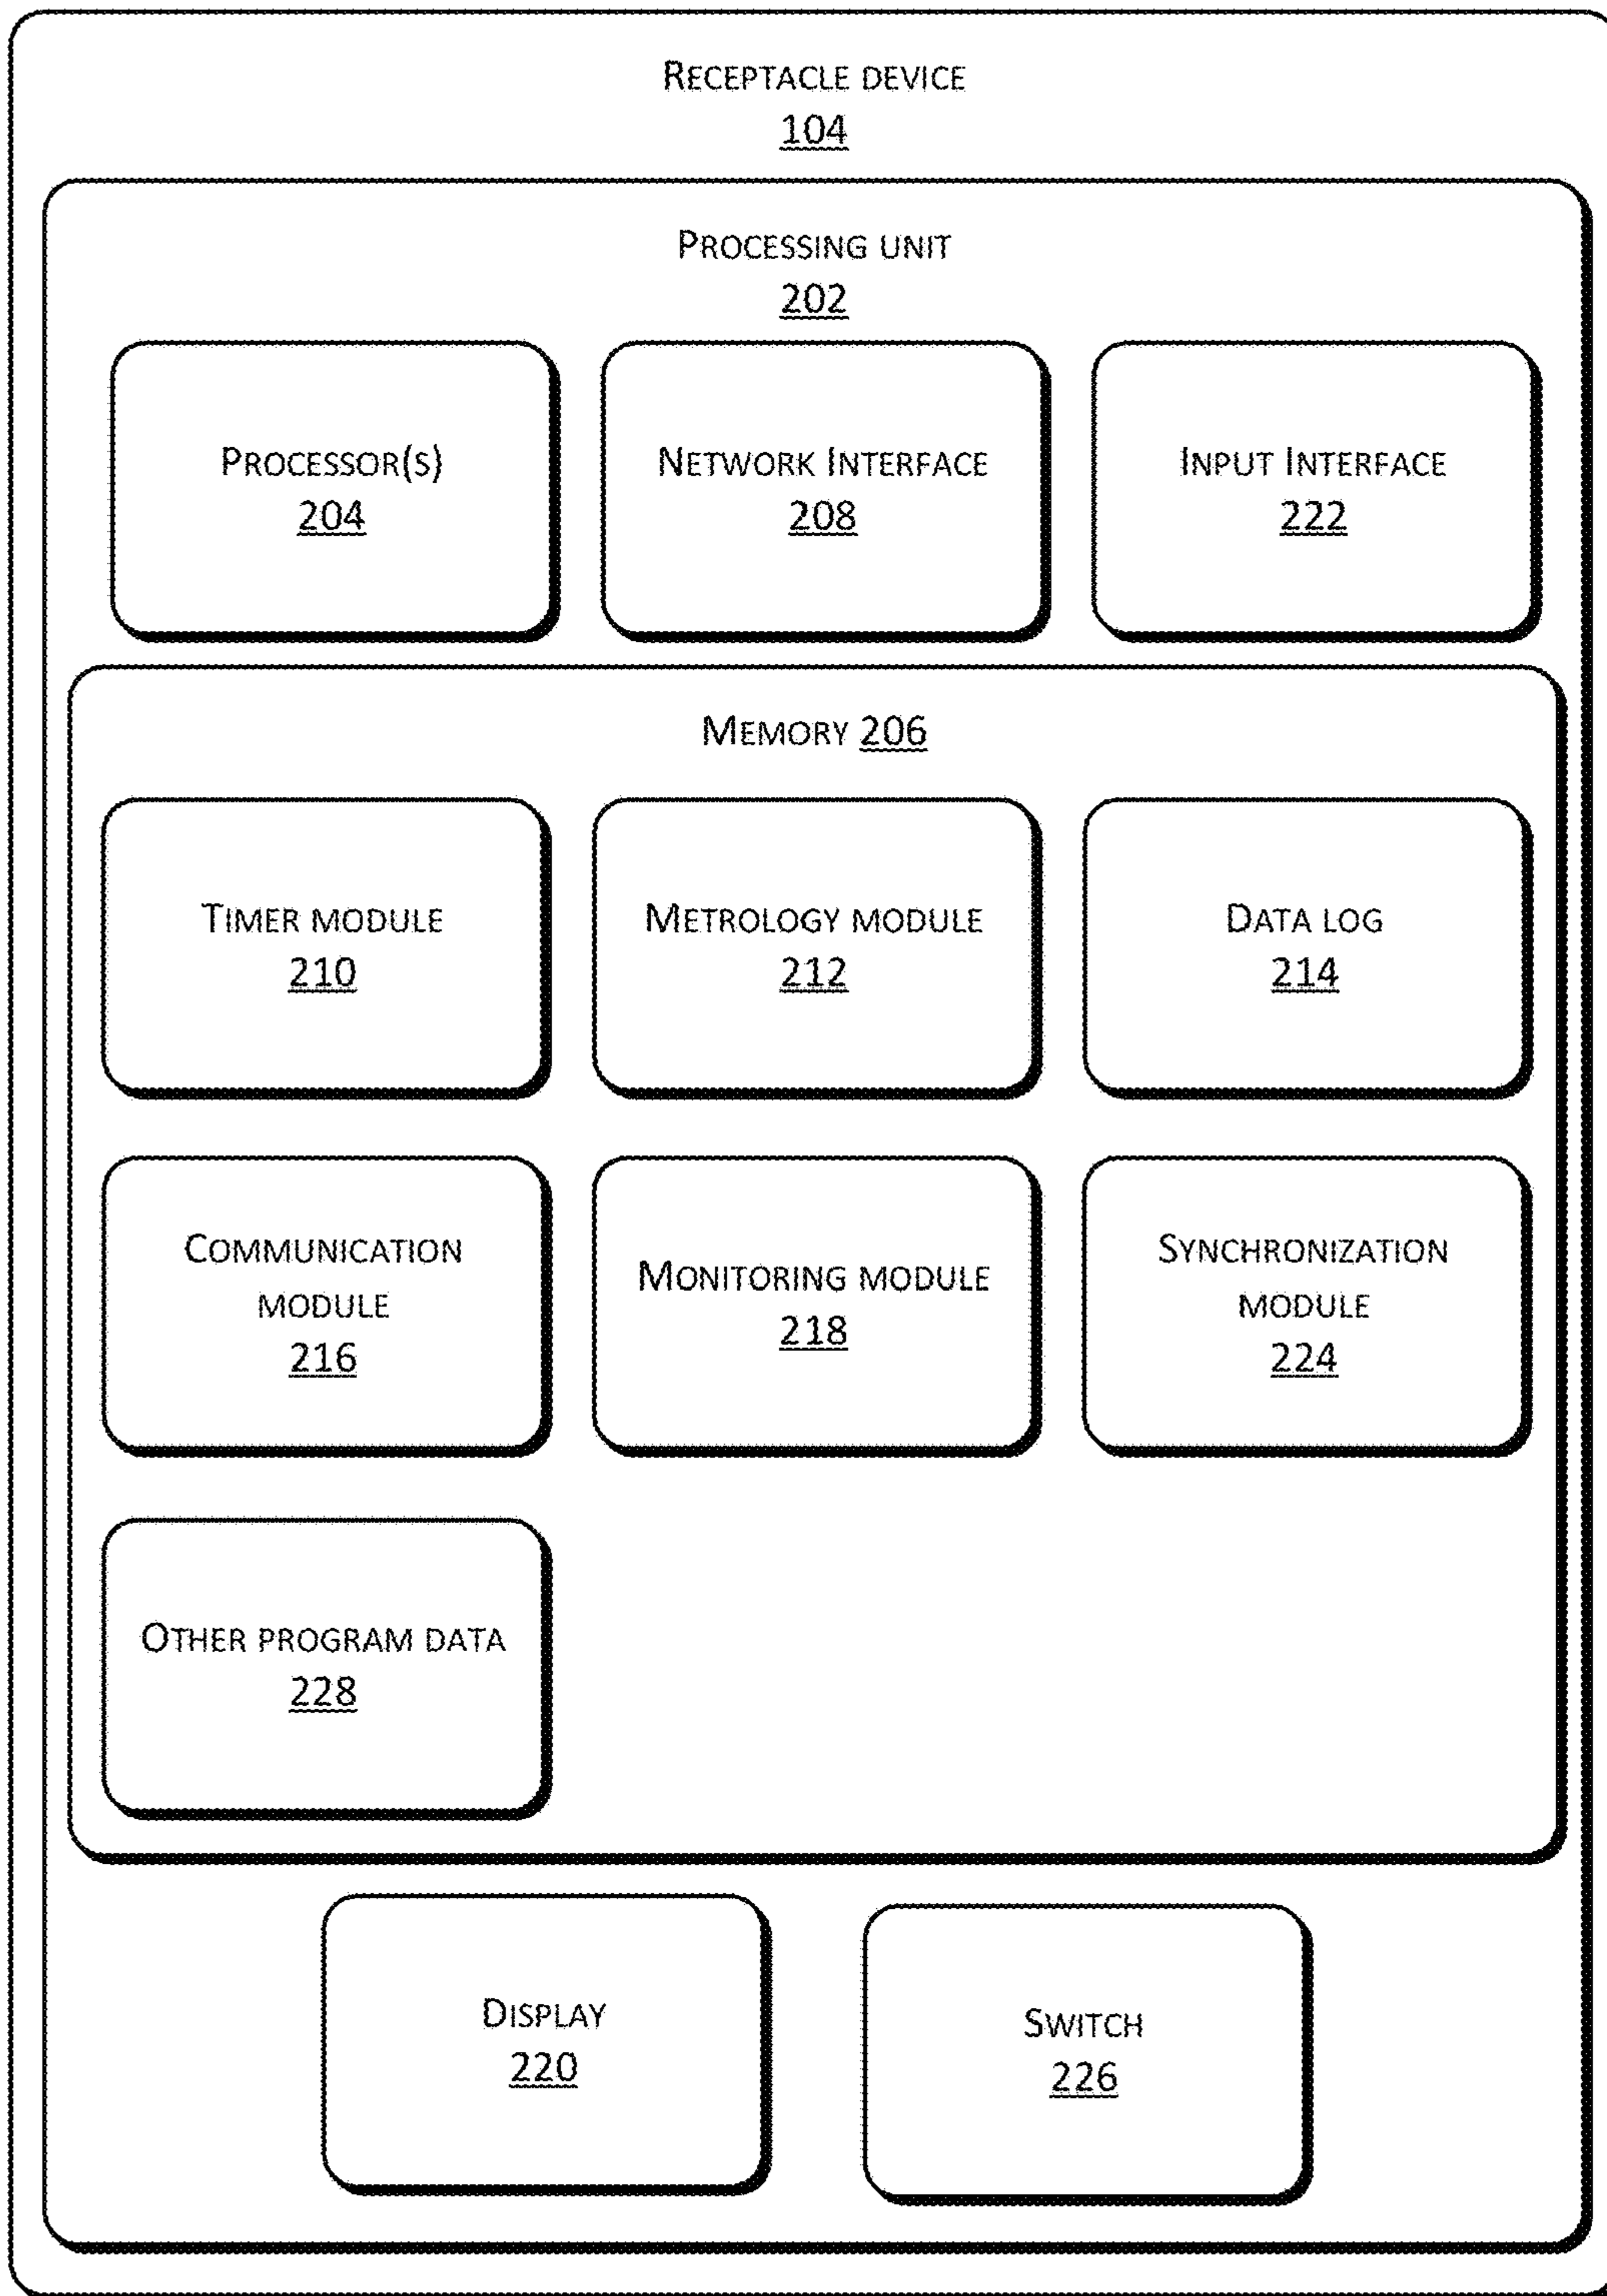 RECEPTACLE DEVICE
104
PROCESSING UNIT
202
PROCESSOR(S)
204
NETWORK INTERFACE
208
INPUT INTERFACE
222
MEMORY 206
TIMER MODULE
210
METROLOGY MODULE
212
DATA LOG
214
COMMUNICATION
MODULE
216
MONITORING MODULE
218
SYNCHRONIZATION
MODULE
224
OTHER PROGRAM DATA
228
DISPLAY
220
SWITCH
226